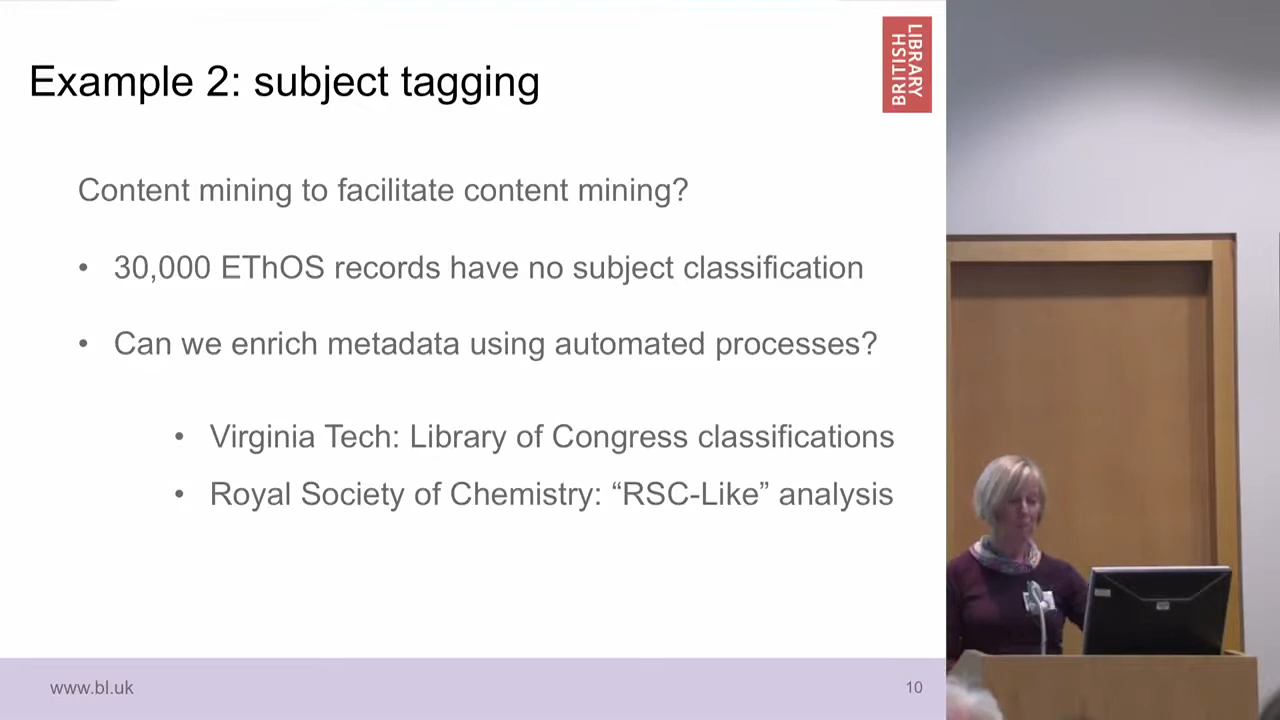 Example 2: subject tagging
BRITISH
LIBRARY
Content mining to facilitate content mining?
• 30,000 EThOS records have no subject classification
• Can we enrich metadata using automated processes?
• Virginia Tech: Library of Congress classifications
• Royal Society of Chemistry: “RSC-Like” analysis
www.bl.uk
10